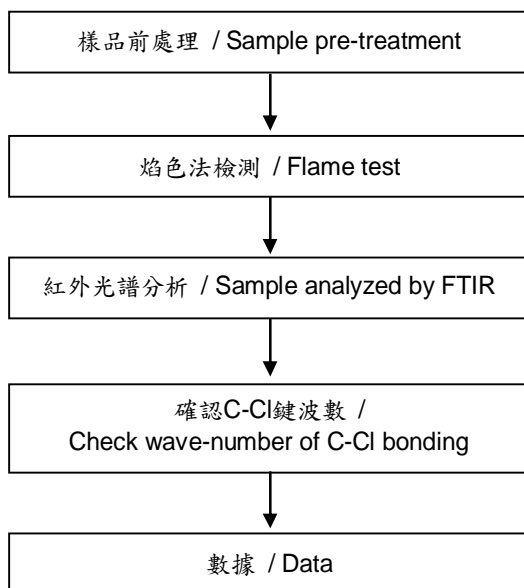 樣品前處理 / Sample pre-treatment
焰色法檢測 / Flame test
紅外光譜分析 / Sample analyzed by FTIR
確認C-Cl鍵波數 /
Check wave-number of C-Cl bonding
數據 / Data